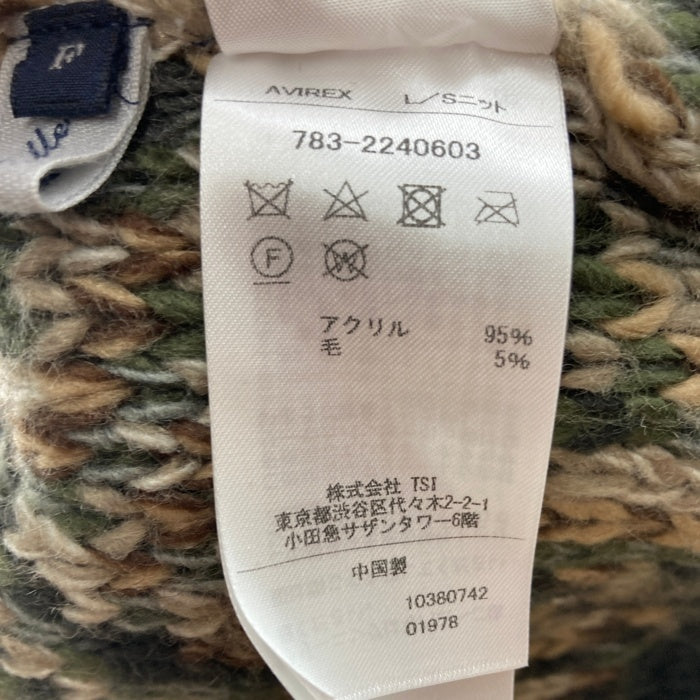 F
AVIREX L/Sニット
783-2240603
F W
アクリル 95%
毛 5%
株式会社 TSI
東京都渋谷区代々木2-2-1
小田急サザンタワー6階
中国製
10380742
01978